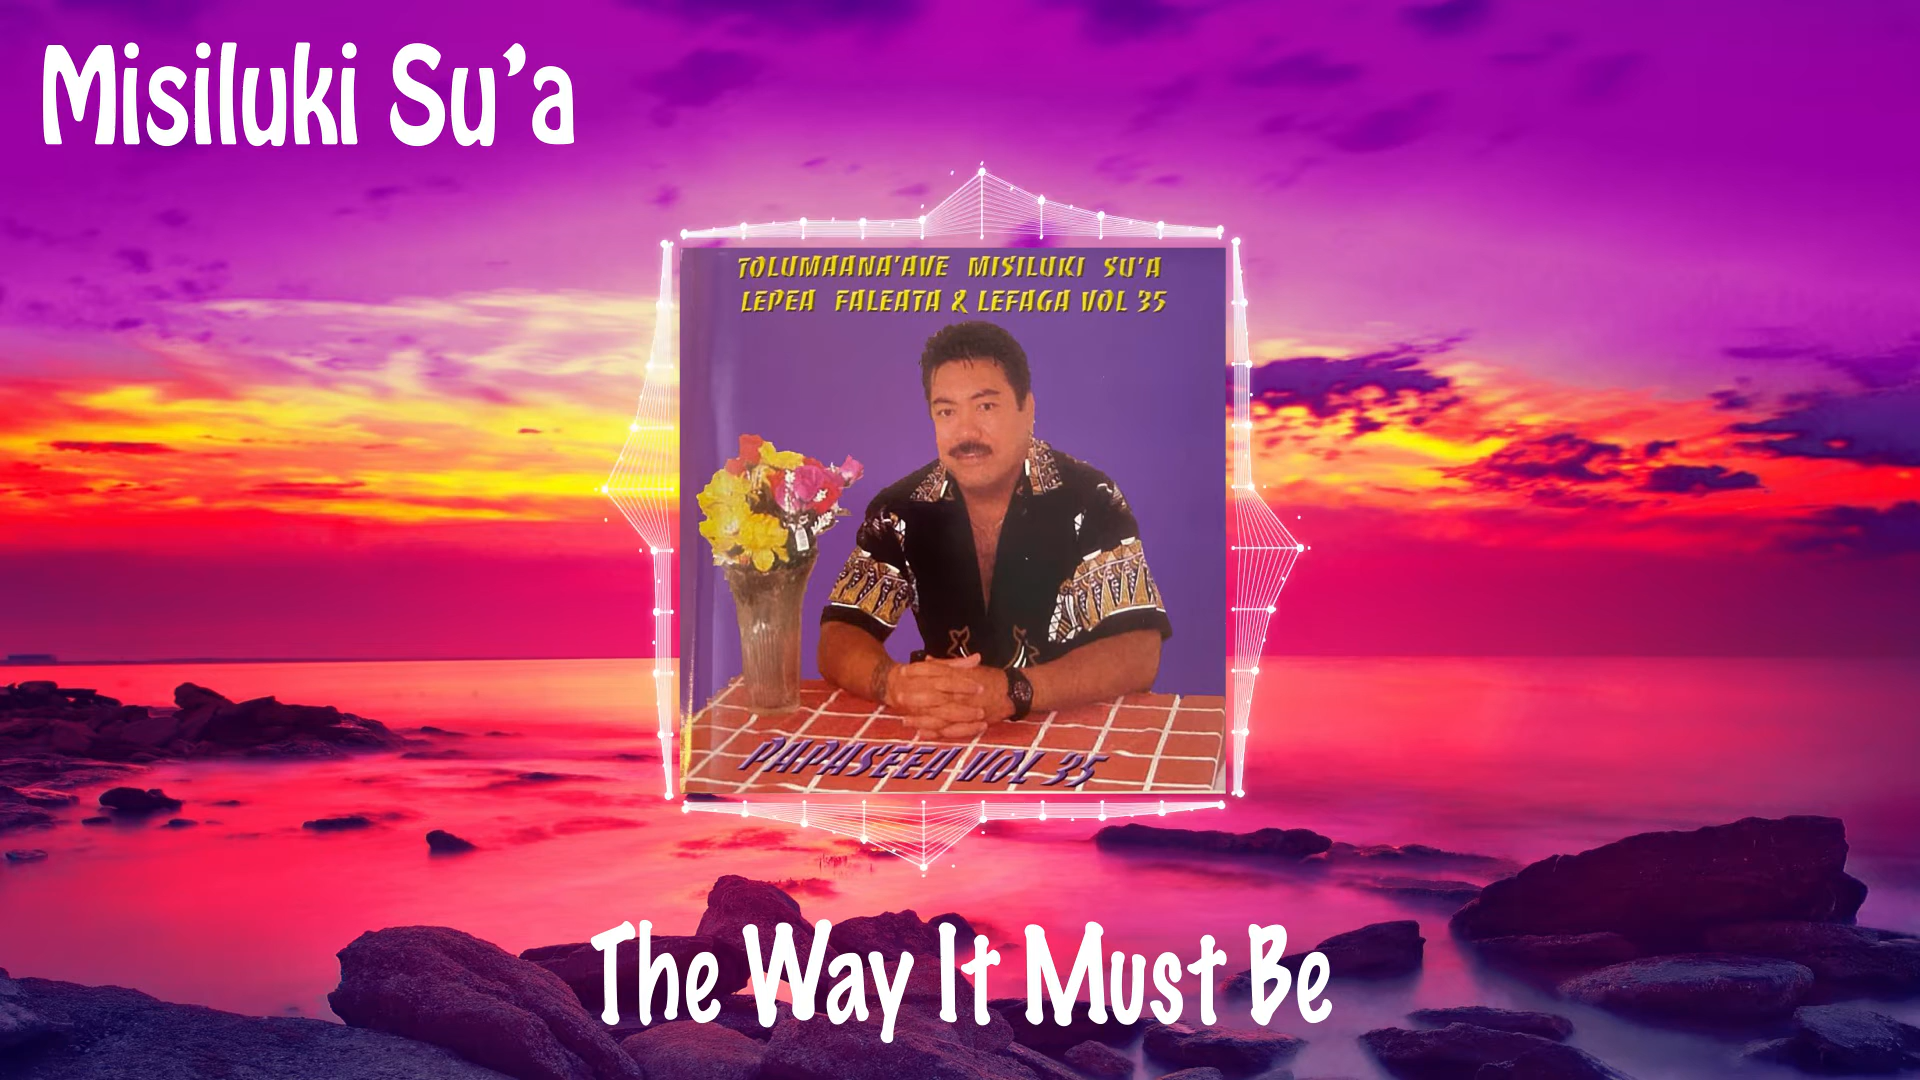 Misiluki Su'a
TOLUMAANA'AVE MISILUKI SU'A
LEPEA FALEATA & LEFAGA VOL 35
PAPASEEA VOL 35
The Way It Must Be